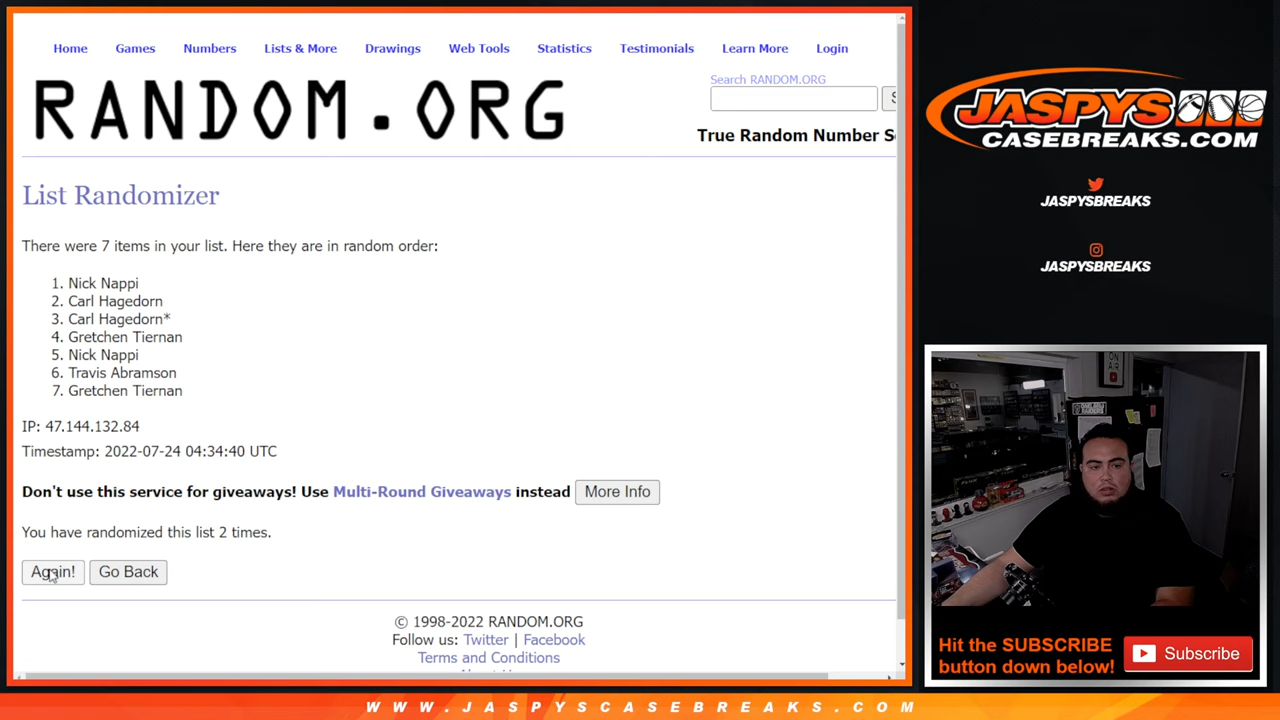 Home Games Numbers Lists & More Drawings Web Tools Statistics Testimonials Learn More Login
Search RANDOM.ORG
RANDOM.ORG
S
True Random Number S
List Randomizer
There were 7 items in your list. Here they are in random order:
1. Nick Nappi
2. Carl Hagedorn
3. Carl Hagedorn*
4. Gretchen Tiernan
5. Nick Nappi
6. Travis Abramson
7. Gretchen Tiernan
IP: 47.144.132.84
Timestamp: 2022-07-24 04:34:40 UTC
Don't use this service for giveaways! Use Multi-Round Giveaways instead More Info
You have randomized this list 2 times.
Again! Go Back
© 1998-2022 RANDOM.ORG
Follow us: Twitter | Facebook
Terms and Conditions
JASPYS
CASEBREAKS.COM
JASPYSBREAKS
JASPYSBREAKS
ON
AIR
Hit the SUBSCRIBE
button down below!
Subscribe
WWW.JASPYSCASEBREAKS.COM